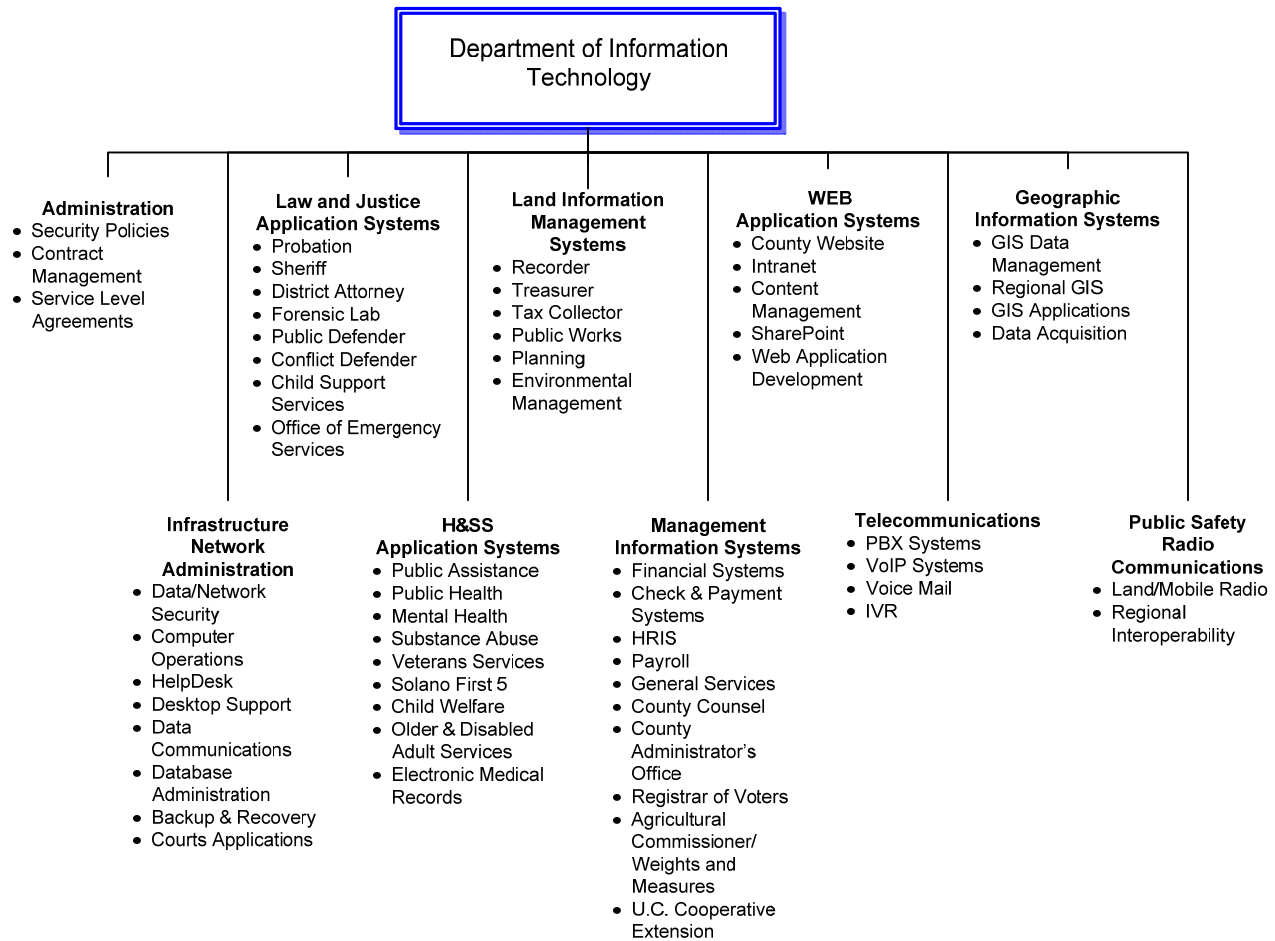 Department of Information
Technology
Administration
• Security Policies
• Contract
Management
• Service Level
Agreements
Law and Justice
Application Systems
• Probation
• Sheriff
• District Attorney
• Forensic Lab
• Public Defender
• Conflict Defender
• Child Support
Services
• Office of Emergency
Services
Land Information
Management
Systems
• Recorder
• Treasurer
• Tax Collector
• Public Works
• Planning
• Environmental
Management
WEB
Application Systems
• County Website
• Intranet
• Content
Management
• SharePoint
• Web Application
Development
Geographic
Information Systems
• GIS Data
Management
• Regional GIS
• GIS Applications
• Data Acquisition
Infrastructure
Network
Administration
• Data/Network
Security
• Computer
Operations
• HelpDesk
• Desktop Support
• Data
Communications
• Database
Administration
• Backup & Recovery
• Courts Applications
H&SS
Application Systems
• Public Assistance
• Public Health
• Mental Health
• Substance Abuse
• Veterans Services
• Solano First 5
• Child Welfare
• Older & Disabled
Adult Services
• Electronic Medical
Records
Management
Information Systems
• Financial Systems
• Check & Payment
Systems
• HRIS
• Payroll
• General Services
• County Counsel
• County
Administrator’s
Office
• Registrar of Voters
• Agricultural
Commissioner/
Weights and
Measures
• U.C. Cooperative
Extension
Telecommunications
• PBX Systems
• VoIP Systems
• Voice Mail
• IVR
Public Safety
Radio
Communications
• Land/Mobile Radio
• Regional
Interoperability